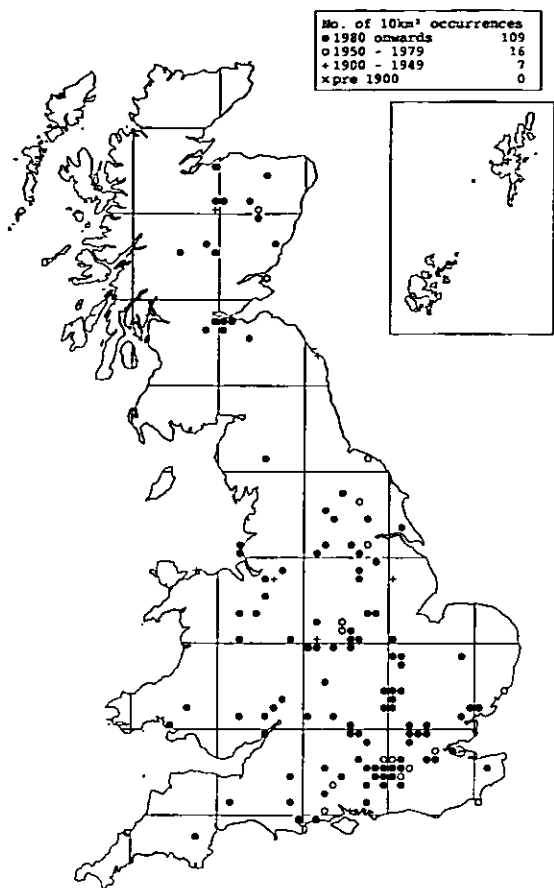 No. of 10km² occurrences
● 1980 onwards 109
○ 1950 - 1979 16
+ 1900 - 1949 7
× pre 1900 0